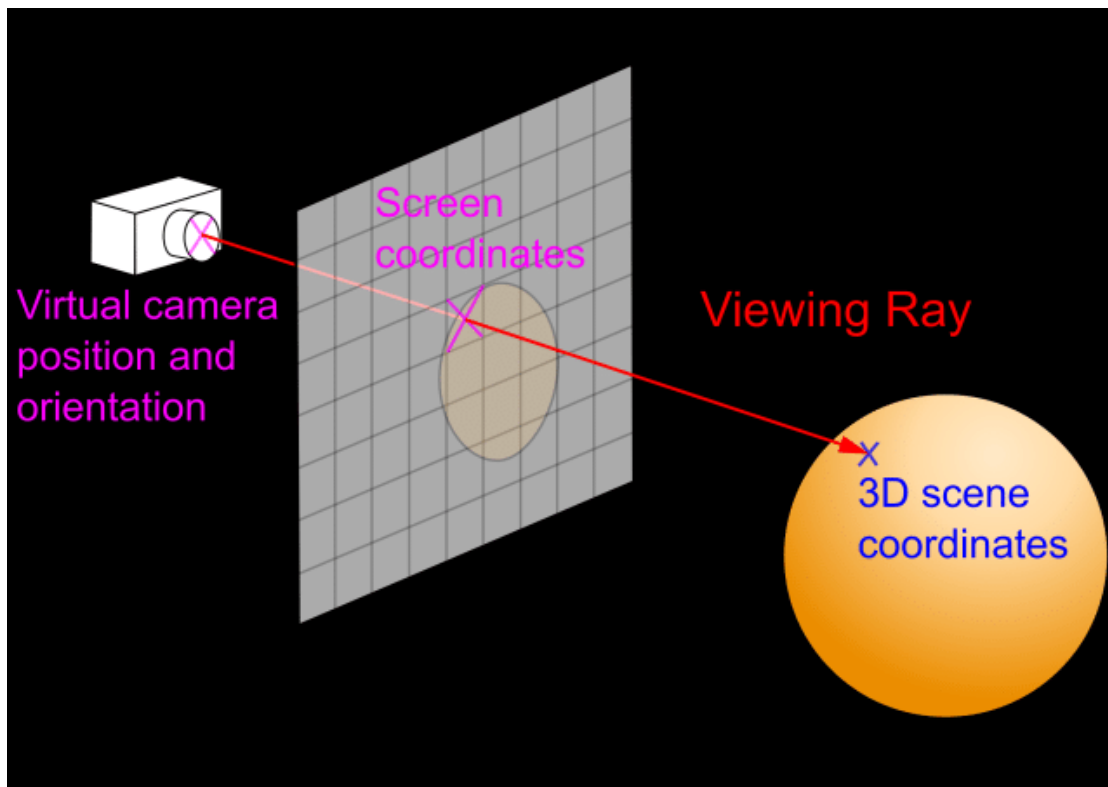 Screen
coordinates
Virtual camera
position and
orientation
Viewing Ray
3D scene
coordinates